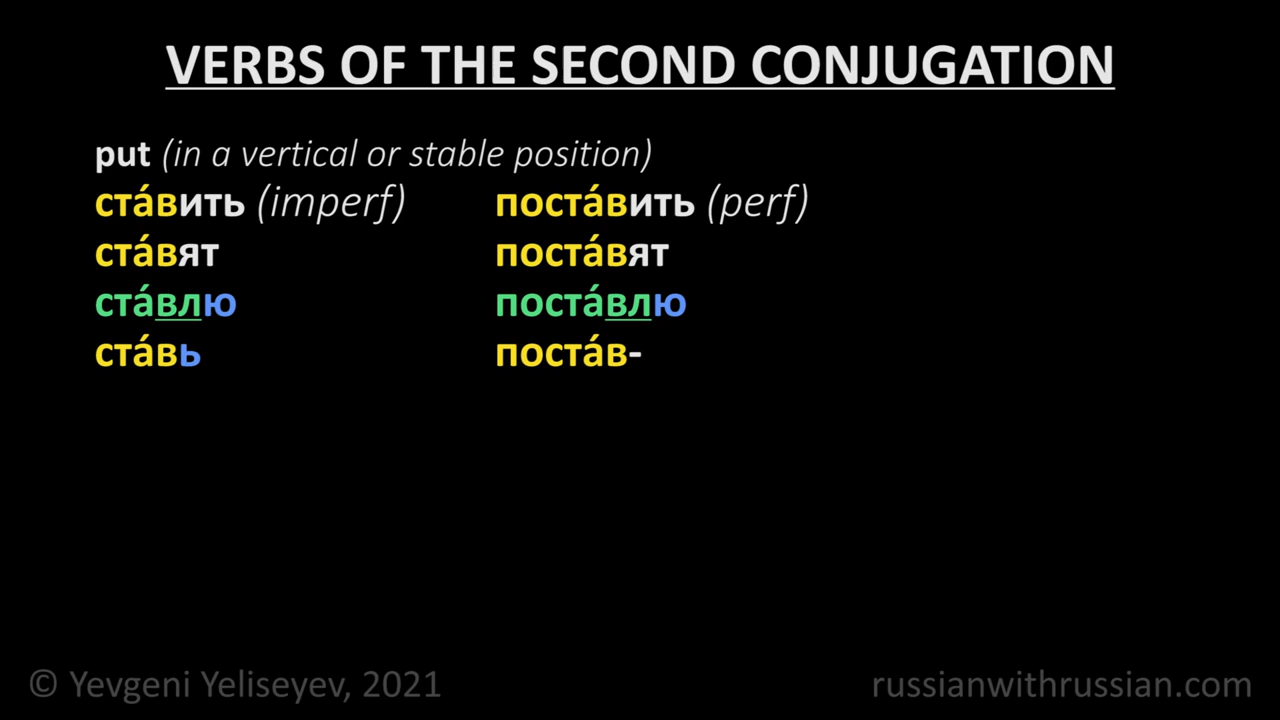 VERBS OF THE SECOND CONJUGATION
put (in a vertical or stable position)
ста́вить (imperf) поста́вить (perf)
ста́вят поста́вят
ста́влю поста́влю
ста́вь поста́в-
© Yevgeni Yeliseyev, 2021 russianwithrussian.com